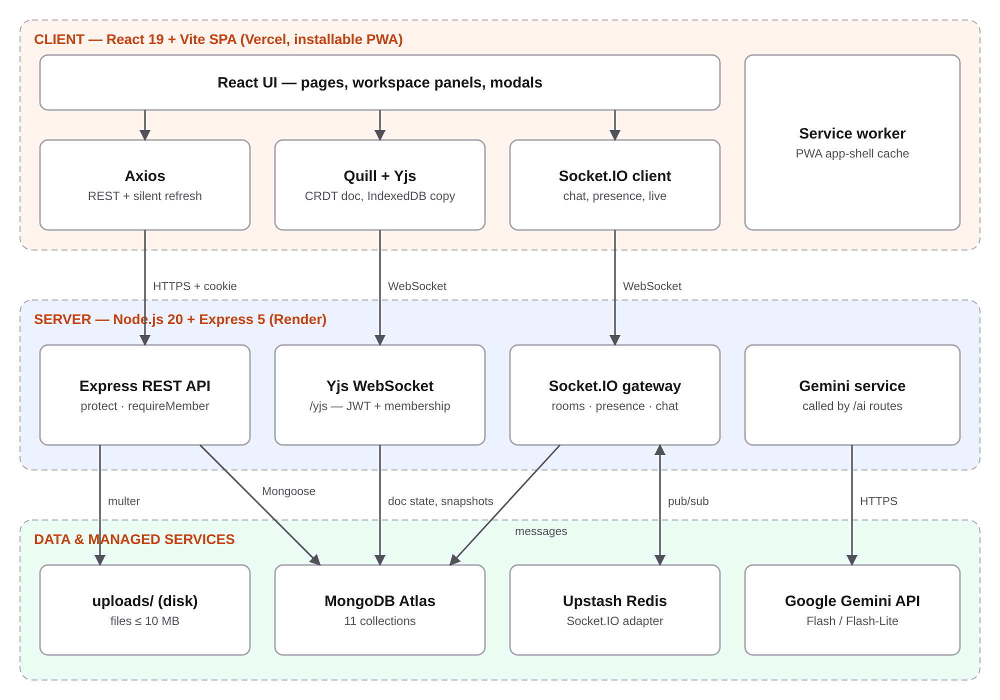 CLIENT — React 19 + Vite SPA (Vercel, installable PWA)
React UI — pages, workspace panels, modals
Service worker
PWA app-shell cache
Axios
REST + silent refresh
Quill + Yjs
CRDT doc, IndexedDB copy
Socket.IO client
chat, presence, live
HTTPS + cookie
WebSocket
WebSocket
SERVER — Node.js 20 + Express 5 (Render)
Express REST API
protect · requireMember
Yjs WebSocket
/yjs — JWT + membership
Socket.IO gateway
rooms · presence · chat
Gemini service
called by /ai routes
multer
Mongoose
doc state, snapshots
messages
pub/sub
HTTPS
DATA & MANAGED SERVICES
uploads/ (disk)
files ≤ 10 MB
MongoDB Atlas
11 collections
Upstash Redis
Socket.IO adapter
Google Gemini API
Flash / Flash-Lite